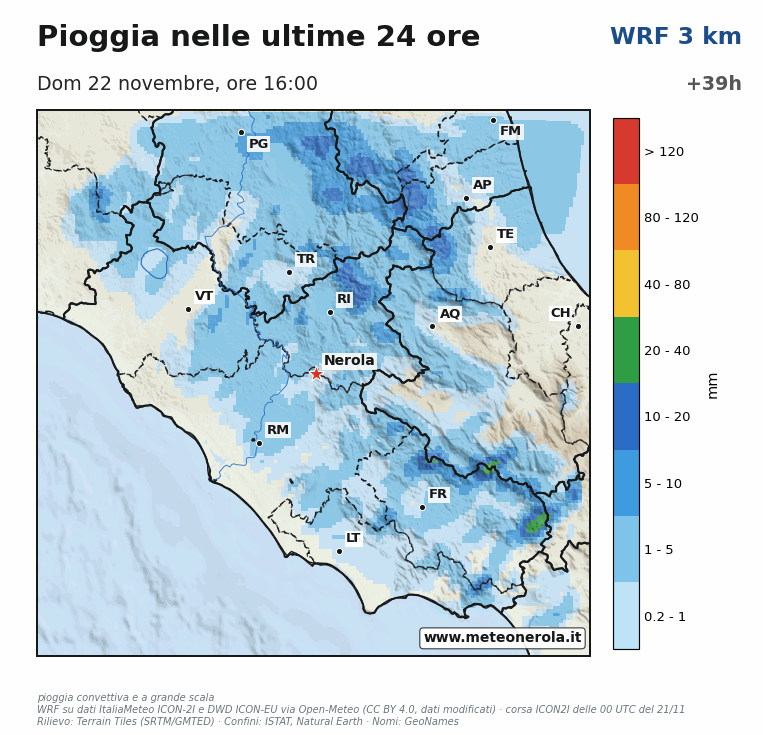 Pioggia nelle ultime 24 ore
WRF 3 km
Dom 22 novembre, ore 16:00
+39h
PG
FM
AP
TE
TR
VT
RI
AQ
CH
Nerola
RM
FR
LT
www.meteonerola.it
> 120
80 - 120
40 - 80
20 - 40
10 - 20
5 - 10
1 - 5
0.2 - 1
mm
pioggia convettiva e a grande scala
WRF su dati ItaliaMeteo ICON-2I e DWD ICON-EU via Open-Meteo (CC BY 4.0, dati modificati) · corsa ICON2I delle 00 UTC del 21/11
Rilievo: Terrain Tiles (SRTM/GMTED) · Confini: ISTAT, Natural Earth · Nomi: GeoNames